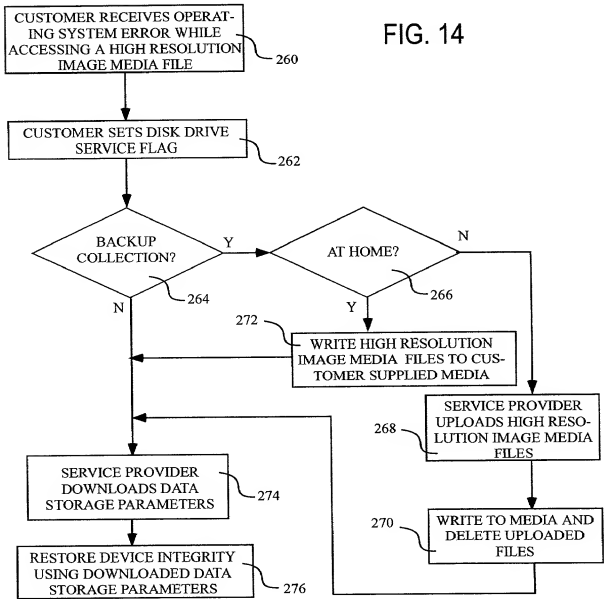 CUSTOMER RECEIVES OPERAT-
ING SYSTEM ERROR WHILE
ACCESSING A HIGH RESOLUTION
IMAGE MEDIA FILE
260
FIG. 14
CUSTOMER SETS DISK DRIVE
SERVICE FLAG
262
BACKUP
COLLECTION?
264
Y
N
AT HOME?
266
N
Y
272
WRITE HIGH RESOLUTION
IMAGE MEDIA FILES TO CUS-
TOMER SUPPLIED MEDIA
268
SERVICE PROVIDER
UPLOADS HIGH RESO-
LUTION IMAGE MEDIA
FILES
270
WRITE TO MEDIA AND
DELETE UPLOADED
FILES
SERVICE PROVIDER
DOWNLOADS DATA
STORAGE PARAMETERS
274
RESTORE DEVICE INTEGRITY
USING DOWNLOADED DATA
STORAGE PARAMETERS
276